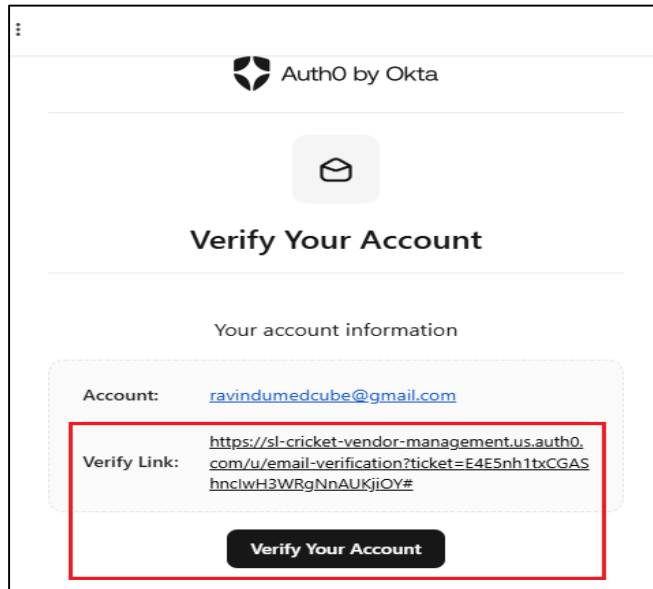 Auth0 by Okta
Verify Your Account
Your account information
Account: ravindumedcube@gmail.com
Verify Link: https://sl-cricket-vendor-management.us.auth0.
com/u/email-verification?ticket=E4E5nh1txCGAS
hnclwH3WRgNnAUKjiOY#
Verify Your Account